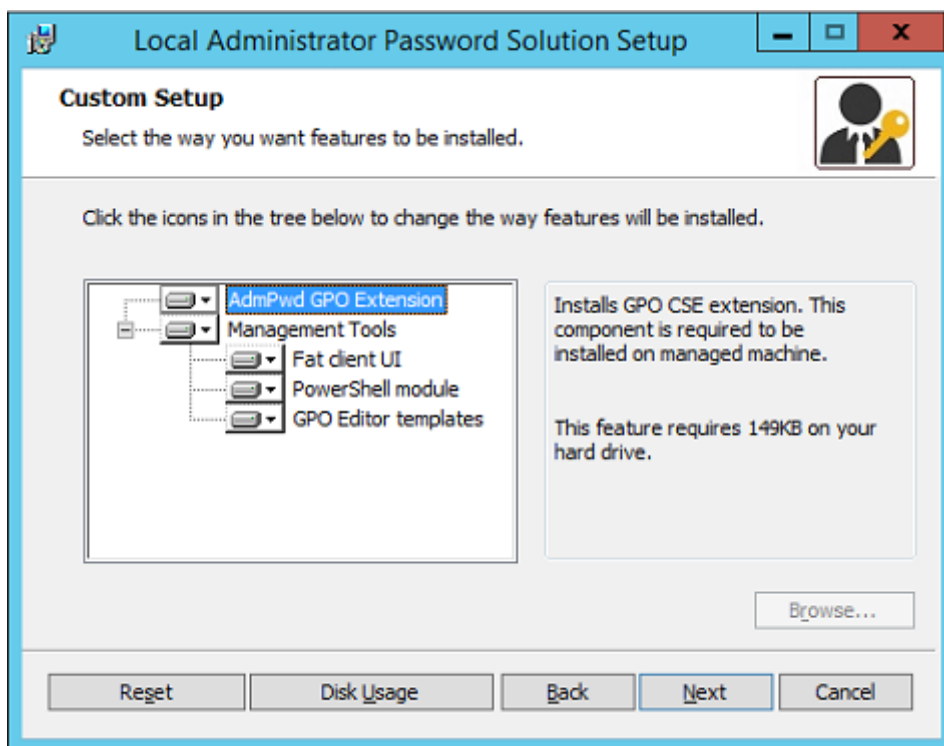 Local Administrator Password Solution Setup
Custom Setup
Select the way you want features to be installed.
Click the icons in the tree below to change the way features will be installed.
AdmPwd GPO Extension
Management Tools
Fat client UI
PowerShell module
GPO Editor templates
Installs GPO CSE extension. This
component is required to be
installed on managed machine.
This feature requires 149KB on your
hard drive.
Browse...
Reset
Disk Usage
Back
Next
Cancel